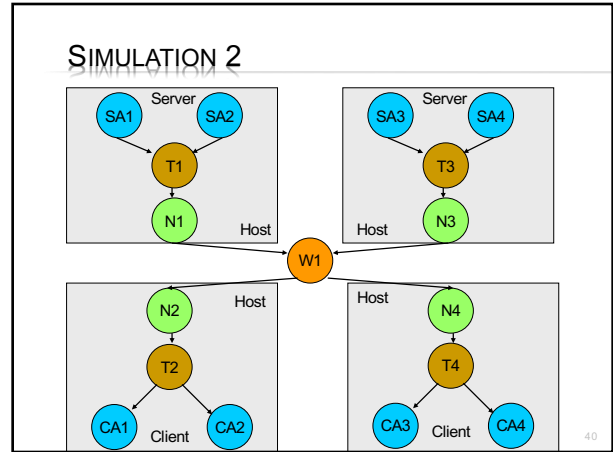 SIMULATION 2
Server
Server
SA1
SA2
SA3
SA4
T1
T3
N1
N3
Host
Host
W1
Host
Host
N2
N4
T2
T4
CA1
CA2
CA3
CA4
Client
Client
40